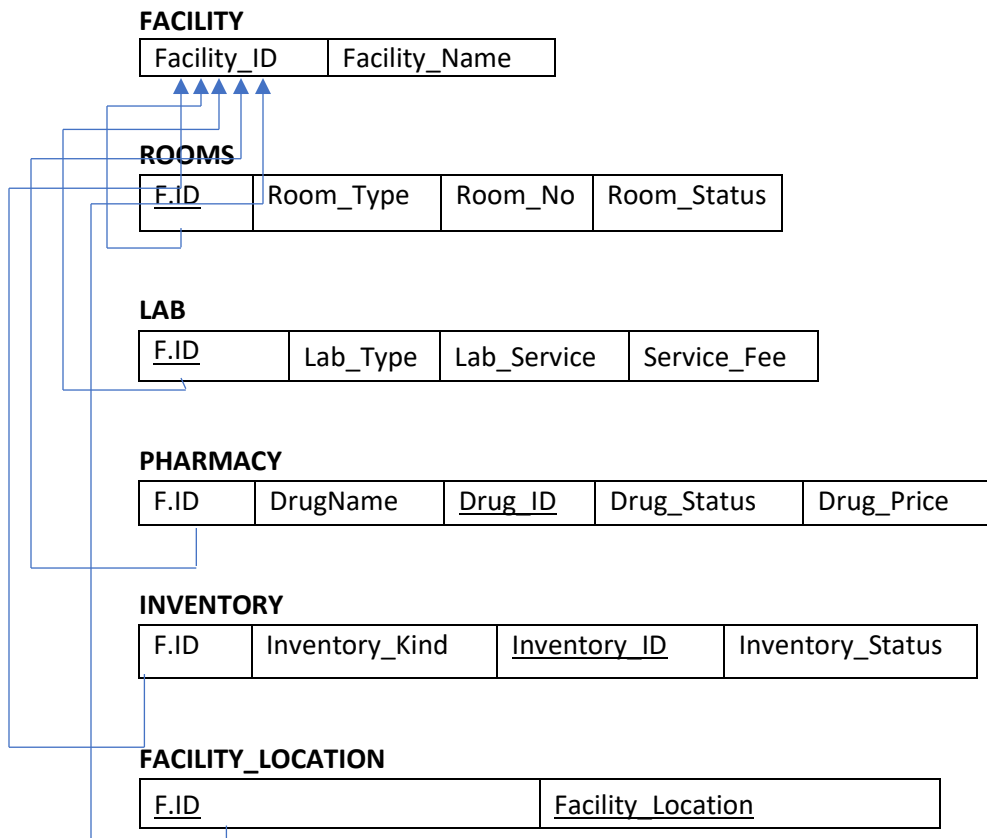 FACILITY
Facility_ID Facility_Name
ROOMS
F.ID Room_Type Room_No Room_Status
LAB
F.ID Lab_Type Lab_Service Service_Fee
PHARMACY
F.ID DrugName Drug_ID Drug_Status Drug_Price
INVENTORY
F.ID Inventory_Kind Inventory_ID Inventory_Status
FACILITY_LOCATION
F.ID Facility_Location